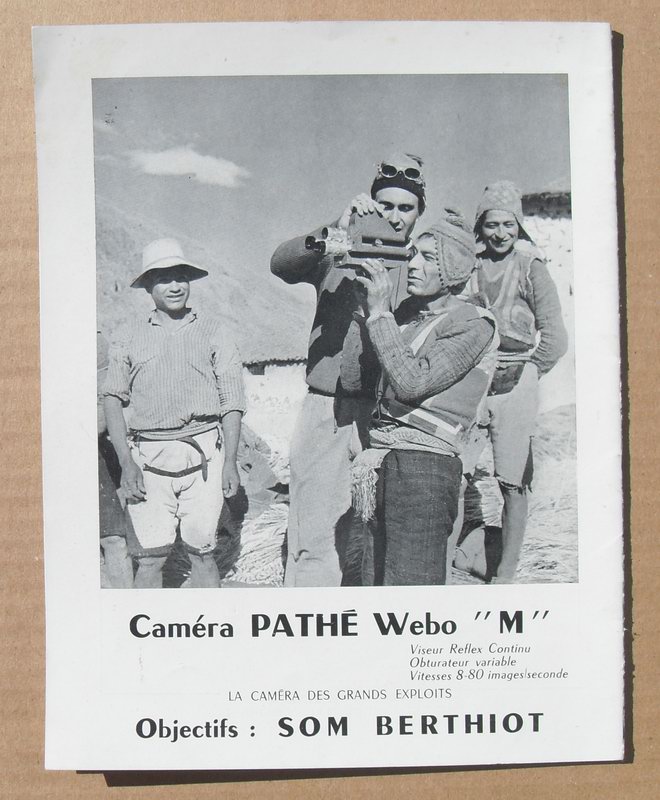 Caméra PATHÉ Webo "M"
Viseur Reflex Continu
Obturateur variable
Vitesses 8-80 images/seconde
LA CAMÉRA DES GRANDS EXPLOITS
Objectifs : SOM BERTHIOT